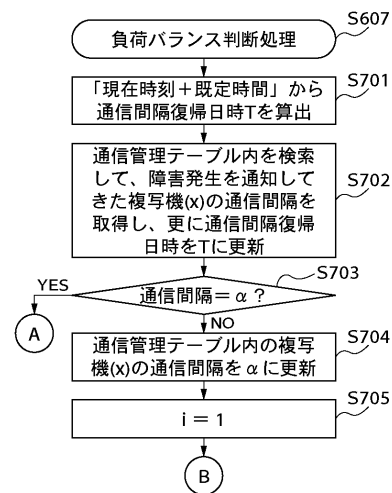 S607
負荷バランス判断処理
S701
「現在時刻＋既定時間」から
通信間隔復帰日時Tを算出
S702
通信管理テーブル内を検索
して、障害発生を通知して
きた複写機(x)の通信間隔を
取得し、更に通信間隔復帰
日時をTに更新
S703
YES
通信間隔＝α？
A
NO
S704
通信管理テーブル内の複写
機(x)の通信間隔をαに更新
S705
i = 1
B